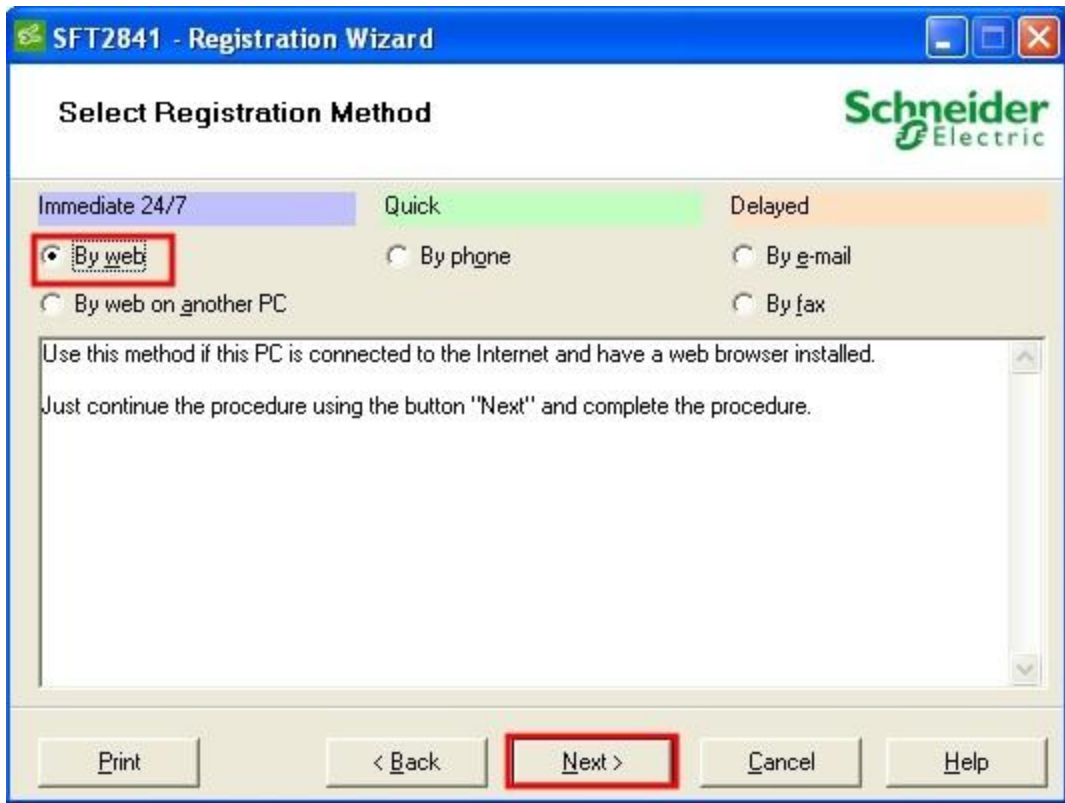 SFT2841 - Registration Wizard
Select Registration Method
Schneider
Electric
Immediate 24/7 Quick Delayed
By web By phone By e-mail
By web on another PC By fax
Use this method if this PC is connected to the Internet and have a web browser installed.
Just continue the procedure using the button "Next" and complete the procedure.
Print < Back Next > Cancel Help